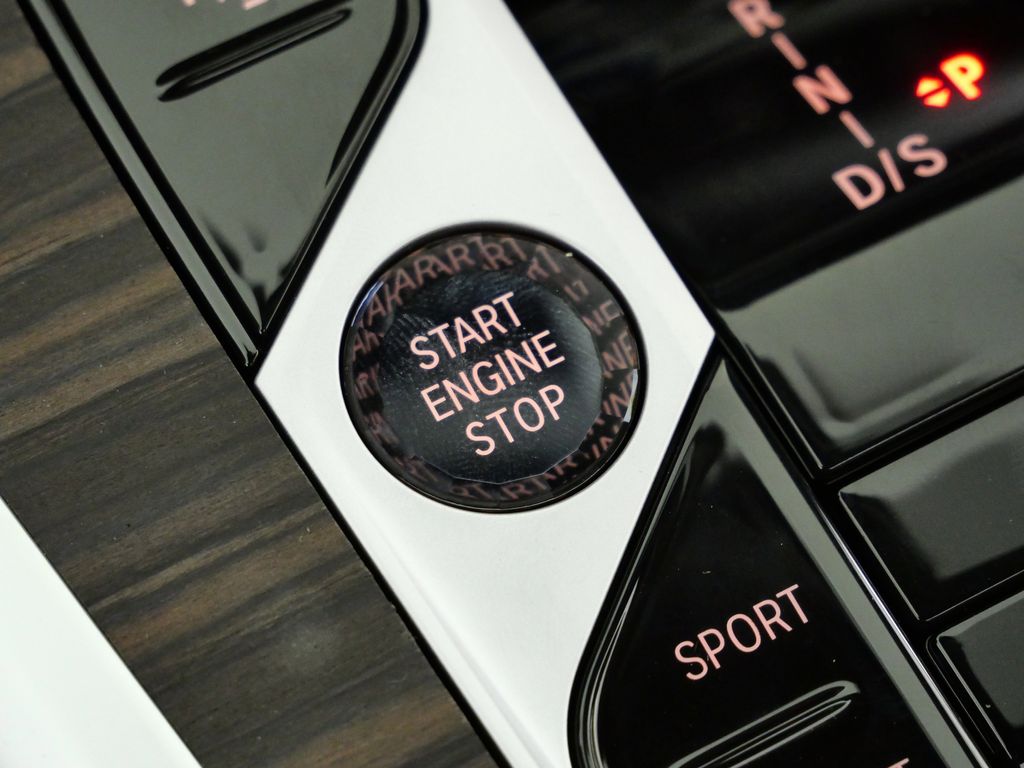 R
N
D/S
P
START
ENGINE
STOP
SPORT